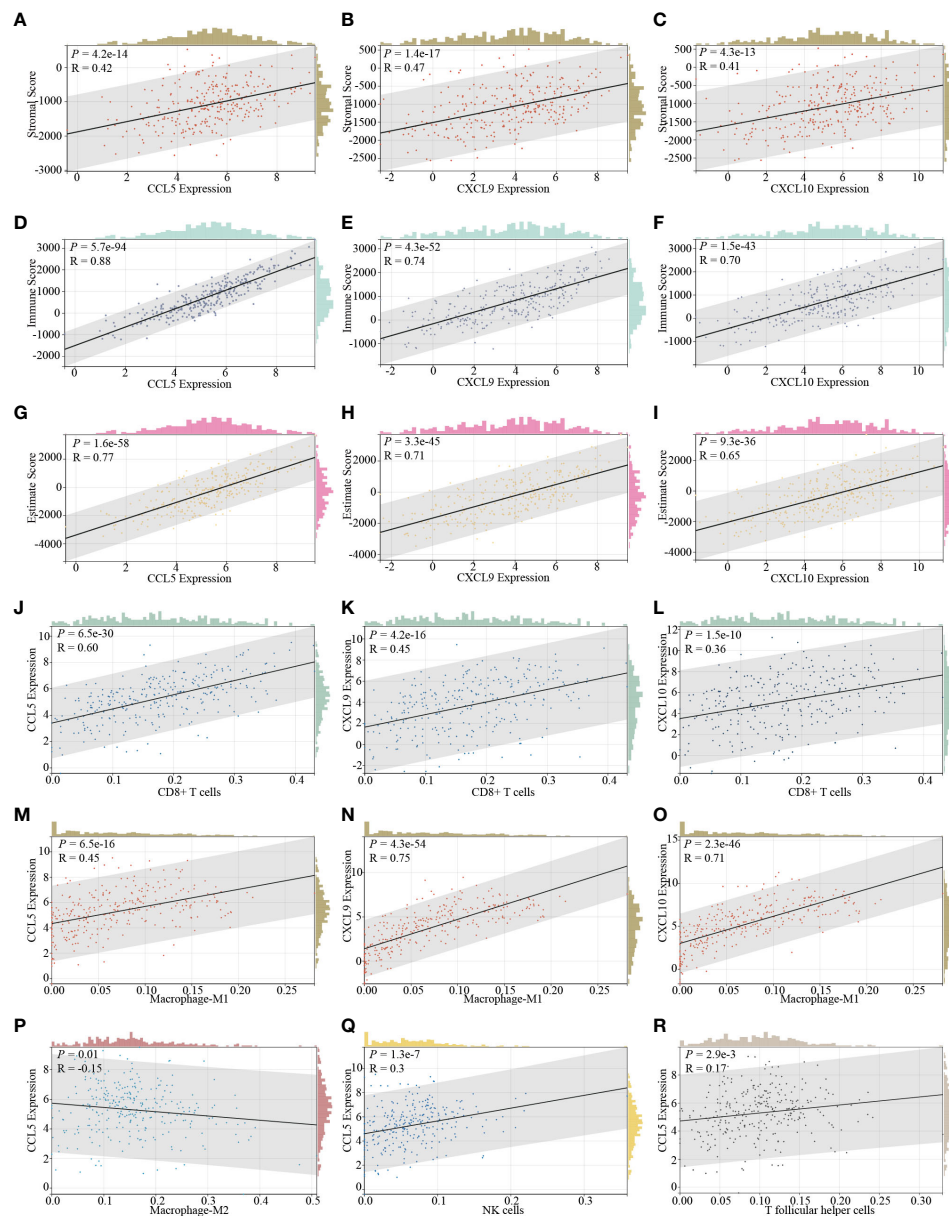 A
P = 4.2e-14
R = 0.42
Stromal Score
0
-1000
-2000
-3000
0 2 4 6 8
CCL5 Expression
B
P = 1.4e-17
R = 0.47
Stromal Score
500
0
-500
-1000
-1500
-2000
-2500
-2 0 2 4 6 8
CXCL9 Expression
C
P = 4.3e-13
R = 0.41
Stromal Score
500
0
-500
-1000
-1500
-2000
-2500
0 2 4 6 8 10
CXCL10 Expression
D
P = 5.7e-94
R = 0.88
Immune Score
3000
2000
1000
0
-1000
-2000
0 2 4 6 8
CCL5 Expression
E
P = 4.3e-52
R = 0.74
Immune Score
3000
2000
1000
0
-1000
-2 0 2 4 6 8
CXCL9 Expression
F
P = 1.5e-43
R = 0.70
Immune Score
3000
2000
1000
0
-1000
0 2 4 6 8 10
CXCL10 Expression
G
P = 1.6e-58
R = 0.77
Estimate Score
2000
0
-2000
-4000
0 2 4 6 8
CCL5 Expression
H
P = 3.3e-45
R = 0.71
Estimate Score
2000
0
-2000
-4000
-2 0 2 4 6 8
CXCL9 Expression
I
P = 9.3e-36
R = 0.65
Estimate Score
2000
0
-2000
-4000
0 2 4 6 8 10
CXCL10 Expression
J
P = 6.5e-30
R = 0.60
CCL5 Expression
10
8
6
4
2
0
0.0 0.1 0.2 0.3 0.4
CD8+ T cells
K
P = 4.2e-16
R = 0.45
CXCL9 Expression
10
8
6
4
2
0
-2
0.0 0.1 0.2 0.3 0.4
CD8+ T cells
L
P = 1.5e-10
R = 0.36
CXCL10 Expression
12
10
8
6
4
2
0
0.0 0.1 0.2 0.3 0.4
CD8+ T cells
M
P = 6.5e-16
R = 0.45
CCL5 Expression
10
8
6
4
2
0
0.00 0.05 0.10 0.15 0.20 0.25
Macrophage-M1
N
P = 4.3e-54
R = 0.75
CXCL9 Expression
10
5
0
0.00 0.05 0.10 0.15 0.20 0.25
Macrophage-M1
O
P = 2.3e-46
R = 0.71
CXCL10 Expression
15
10
5
0
0.00 0.05 0.10 0.15 0.20 0.25
Macrophage-M1
P
P = 0.01
R = -0.15
CCL5 Expression
8
6
4
2
0
0.0 0.1 0.2 0.3 0.4 0.5
Macrophage-M2
Q
P = 1.3e-7
R = 0.3
CCL5 Expression
10
8
6
4
2
0
0.0 0.1 0.2 0.3
NK cells
R
P = 2.9e-3
R = 0.17
CCL5 Expression
8
6
4
2
0
0.00 0.05 0.10 0.15 0.20 0.25 0.30
T follicular helper cells